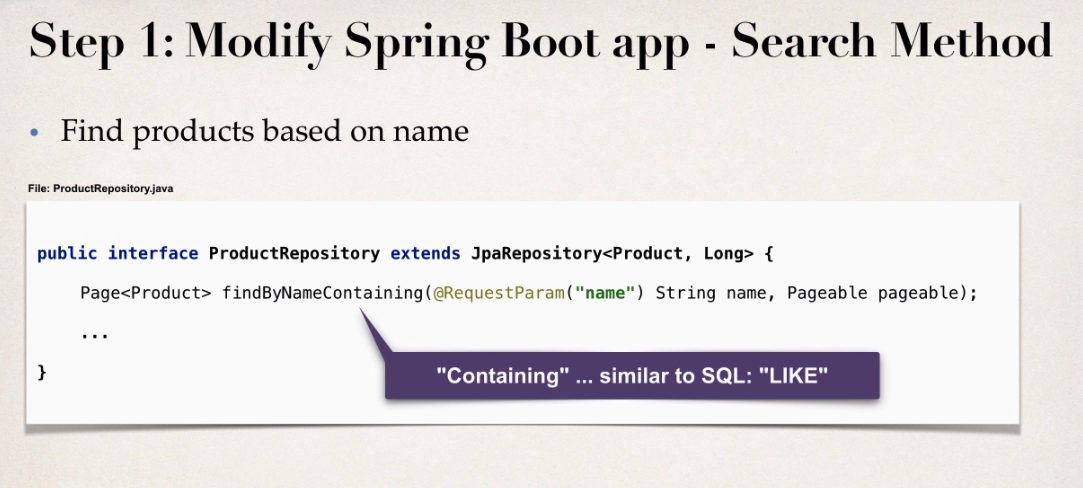 Step 1: Modify Spring Boot app - Search Method
• Find products based on name
File: ProductRepository.java
public interface ProductRepository extends JpaRepository<Product, Long> {
Page<Product> findByNameContaining(@RequestParam("name") String name, Pageable pageable);
...
}
"Containing" ... similar to SQL: "LIKE"